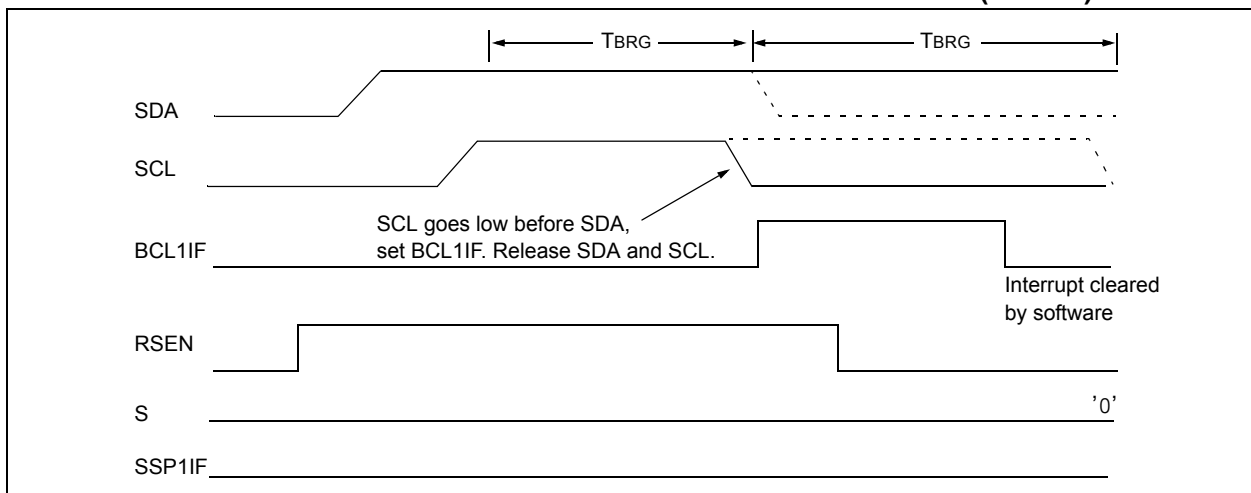 TBRG
TBRG
SDA
SCL
SCL goes low before SDA,
set BCL1IF. Release SDA and SCL.
BCL1IF
Interrupt cleared
by software
RSEN
S
'0'
SSP1IF